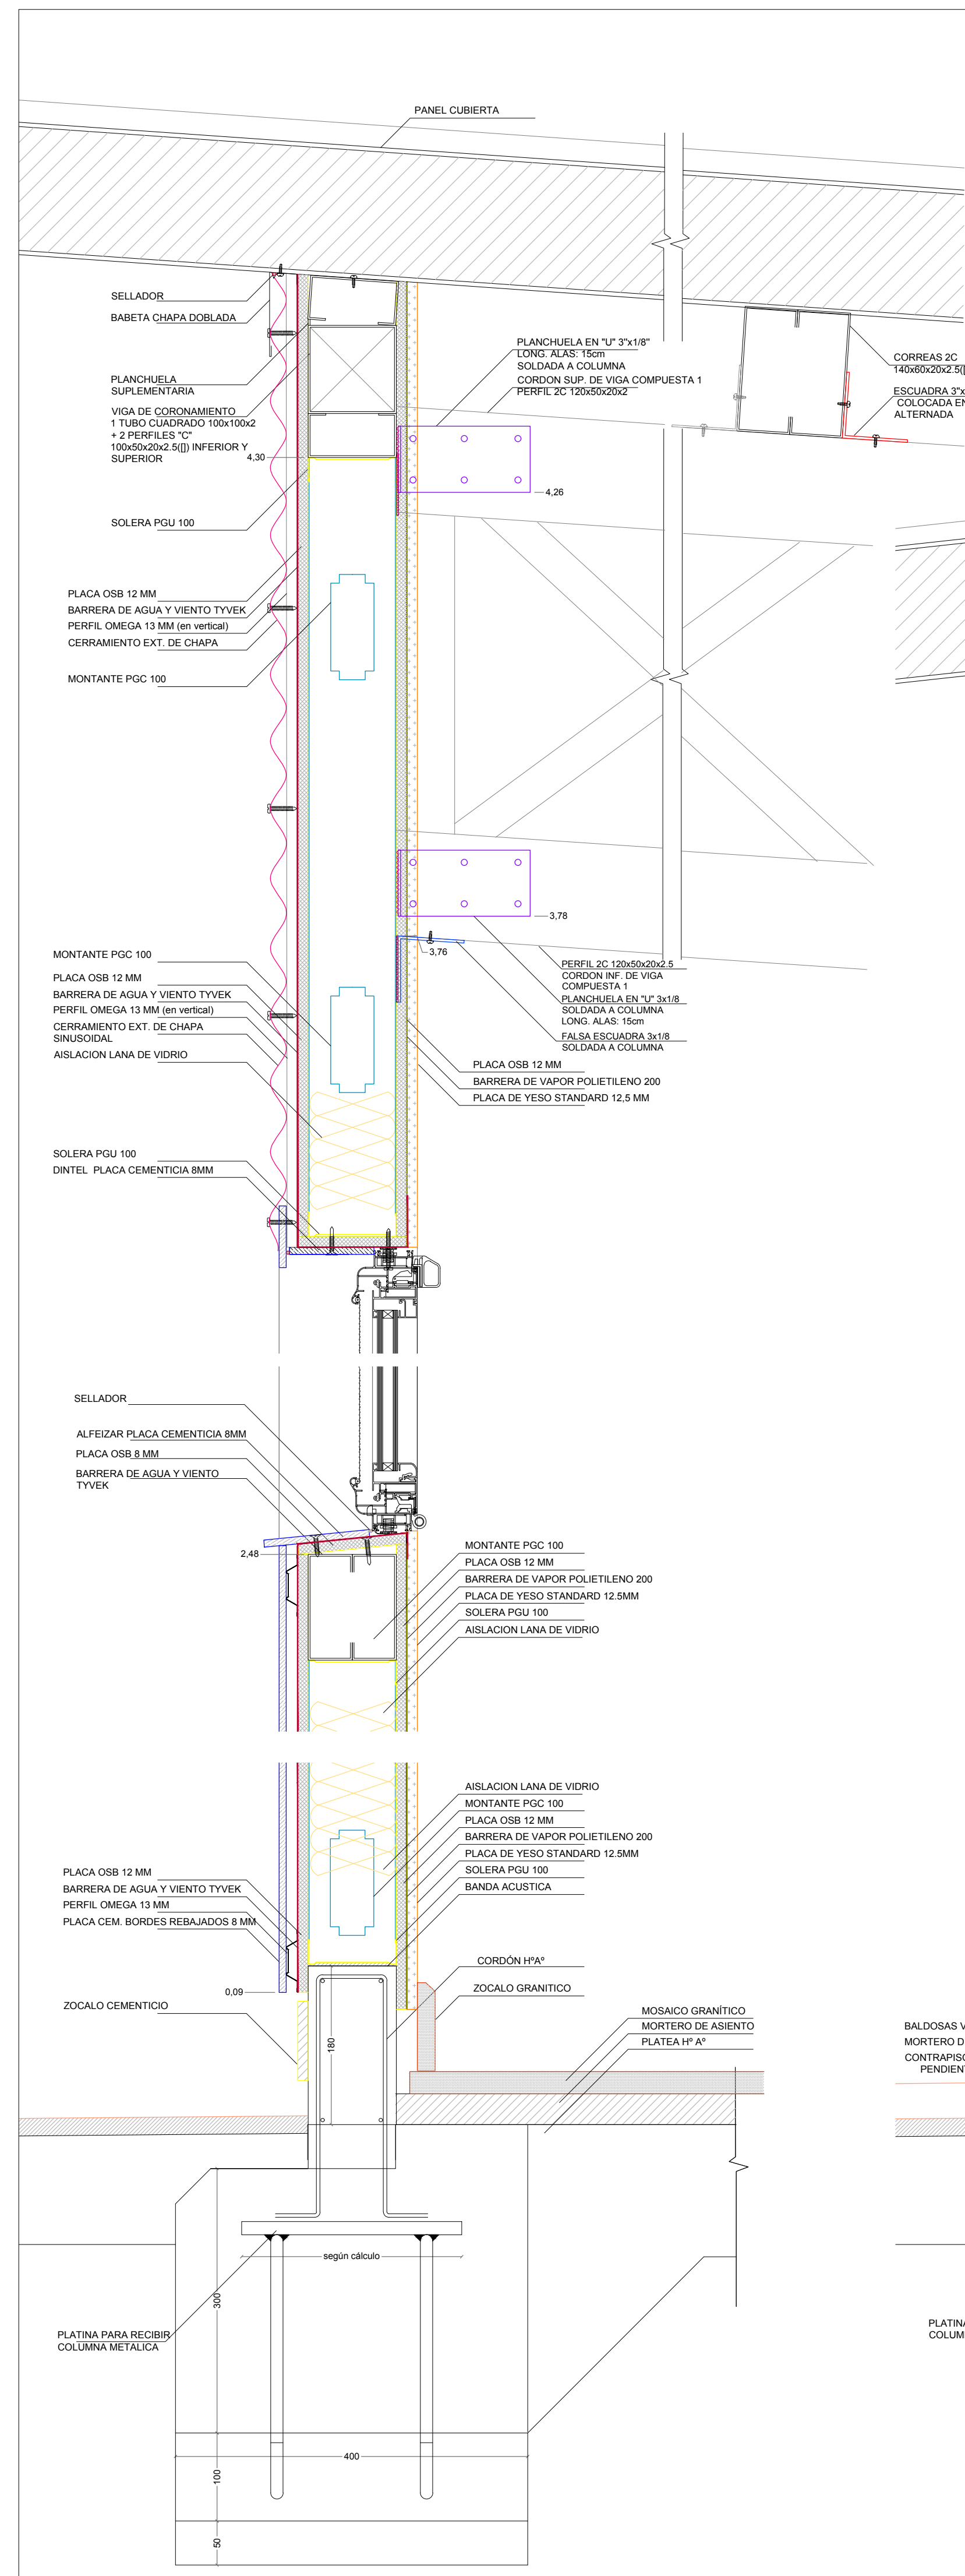 PANEL CUBIERTA
SELLADOR
BABETA CHAPA DOBLADA
PLANCHUELA
SUPLEMENTARIA
VIGA DE CORONAMIENTO
1 TUBO CUADRADO 100x100x2
+ 2 PERFILES "C"
100x50x20x2.5([]) INFERIOR Y
SUPERIOR
4,30
PLANCHUELA EN "U" 3"x1/8"
LONG. ALAS: 15cm
SOLDADA A COLUMNA
CORDON SUP. DE VIGA COMPUESTA 1
PERFIL 2C 120x50x20x2
CORREAS 2C
140x60x20x2.5([
ESCUADRA 3"x
COLOCADA EN
ALTERNADA
4,26
SOLERA PGU 100
PLACA OSB 12 MM
BARRERA DE AGUA Y VIENTO TYVEK
PERFIL OMEGA 13 MM (en vertical)
CERRAMIENTO EXT. DE CHAPA
MONTANTE PGC 100
3,78
3,76
MONTANTE PGC 100
PLACA OSB 12 MM
BARRERA DE AGUA Y VIENTO TYVEK
PERFIL OMEGA 13 MM (en vertical)
CERRAMIENTO EXT. DE CHAPA
SINUSOIDAL
AISLACION LANA DE VIDRIO
PERFIL 2C 120x50x20x2.5
CORDON INF. DE VIGA
COMPUESTA 1
PLANCHUELA EN "U" 3x1/8
SOLDADA A COLUMNA
LONG. ALAS: 15cm
FALSA ESCUADRA 3x1/8
SOLDADA A COLUMNA
PLACA OSB 12 MM
BARRERA DE VAPOR POLIETILENO 200
PLACA DE YESO STANDARD 12,5 MM
SOLERA PGU 100
DINTEL PLACA CEMENTICIA 8MM
SELLADOR
ALFEIZAR PLACA CEMENTICIA 8MM
PLACA OSB 8 MM
BARRERA DE AGUA Y VIENTO
TYVEK
2,48
MONTANTE PGC 100
PLACA OSB 12 MM
BARRERA DE VAPOR POLIETILENO 200
PLACA DE YESO STANDARD 12.5MM
SOLERA PGU 100
AISLACION LANA DE VIDRIO
AISLACION LANA DE VIDRIO
MONTANTE PGC 100
PLACA OSB 12 MM
BARRERA DE VAPOR POLIETILENO 200
PLACA DE YESO STANDARD 12.5MM
SOLERA PGU 100
BANDA ACUSTICA
PLACA OSB 12 MM
BARRERA DE AGUA Y VIENTO TYVEK
PERFIL OMEGA 13 MM
PLACA CEM. BORDES REBAJADOS 8 MM
CORDÓN HºAº
ZOCALO GRANITICO
0,09
ZOCALO CEMENTICIO
MOSAICO GRANÍTICO
MORTERO DE ASIENTO
PLATEA Hº Aº
180
BALDOSAS V
MORTERO D
CONTRAPISO
PENDIEN
según cálculo
300
PLATINA PARA RECIBIR
COLUMNA METALICA
PLATINA
COLUM
400
100
50